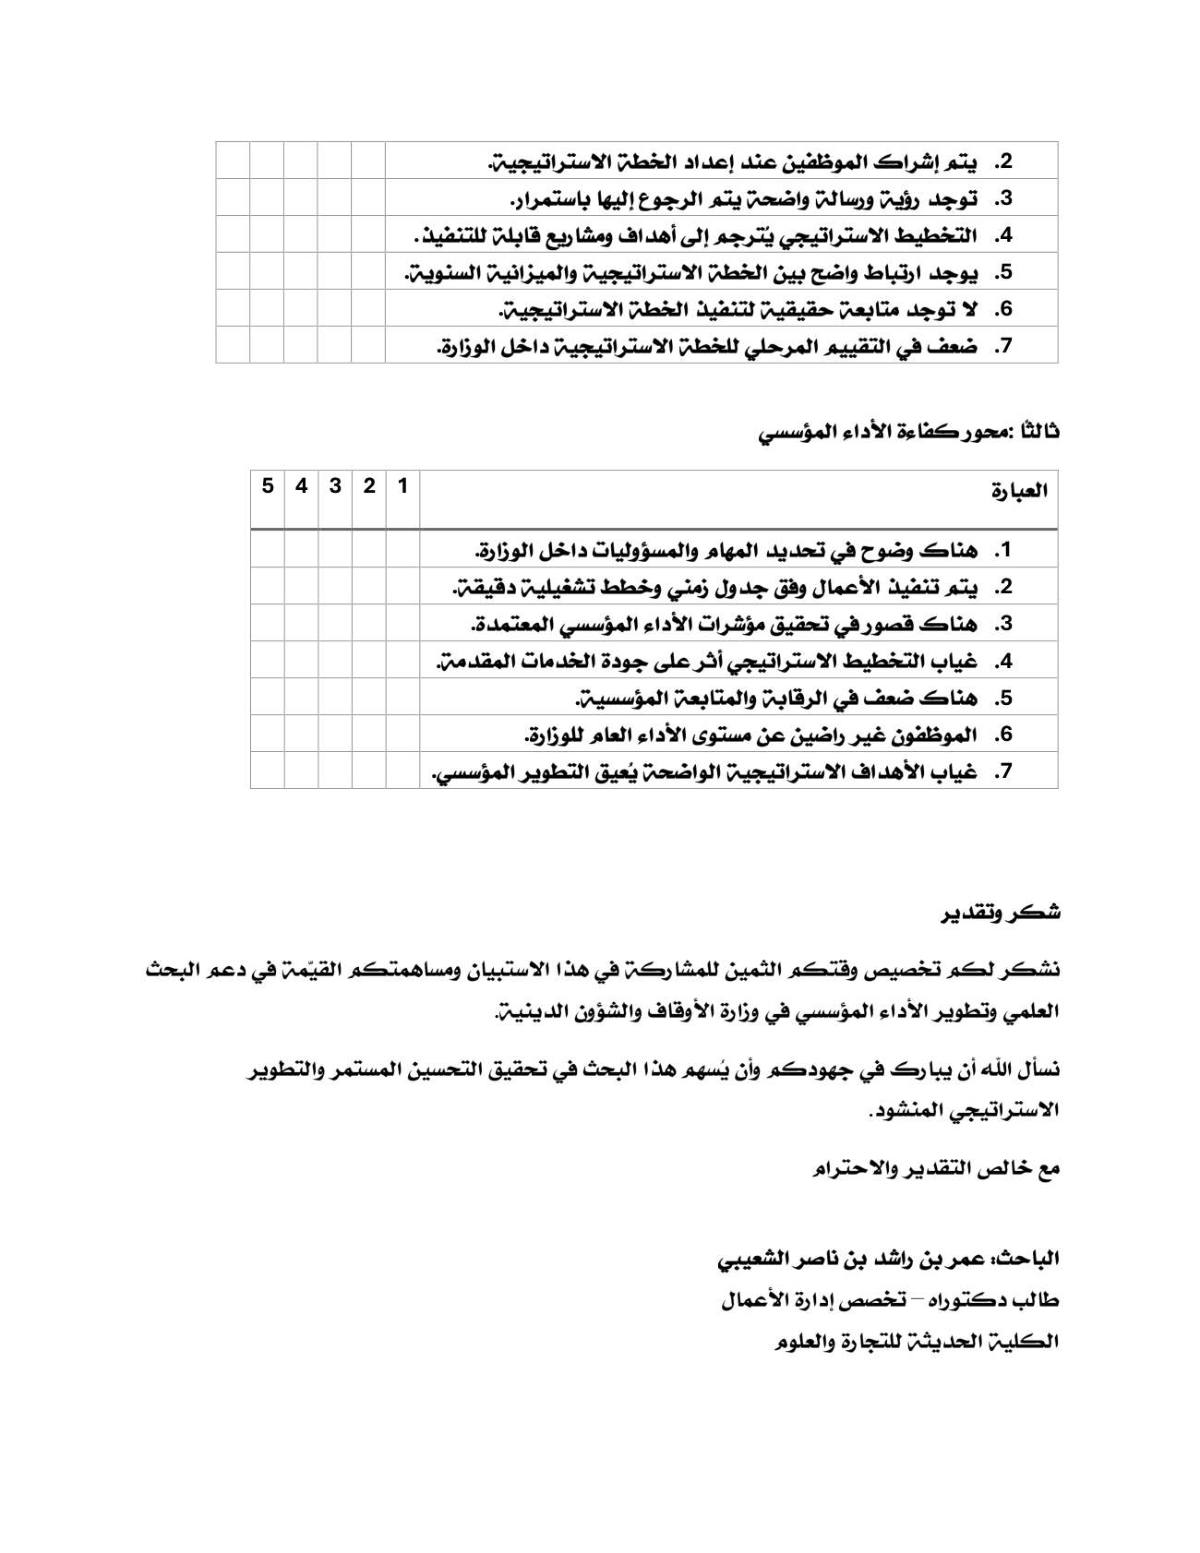 2. يتم إشراك الموظفين عند إعداد الخطة الاستراتيجية.
3. توجد رؤية ورسالة واضحة يتم الرجوع إليها باستمرار.
4. التخطيط الاستراتيجي يُترجم إلى أهداف ومشاريع قابلة للتنفيذ.
5. يوجد ارتباط واضح بين الخطة الاستراتيجية والميزانية السنوية.
6. لا توجد متابعة حقيقية لتنفيذ الخطة الاستراتيجية.
7. ضعف في التقييم المرحلي للخطة الاستراتيجية داخل الوزارة.
ثالثًا :محور كفاءة الأداء المؤسسي
العبارة 1 2 3 4 5
1. هناك وضوح في تحديد المهام والمسؤوليات داخل الوزارة.
2. يتم تنفيذ الأعمال وفق جدول زمني وخطط تشغيلية دقيقة.
3. هناك قصور في تحقيق مؤشرات الأداء المؤسسي المعتمدة.
4. غياب التخطيط الاستراتيجي أثر على جودة الخدمات المقدمة.
5. هناك ضعف في الرقابة والمتابعة المؤسسية.
6. الموظفون غير راضين عن مستوى الأداء العام للوزارة.
7. غياب الأهداف الاستراتيجية الواضحة يُعيق التطوير المؤسسي.
شكر وتقدير
نشكر لكم تخصيص وقتكم الثمين للمشاركة في هذا الاستبيان ومساهمتكم القيّمة في دعم البحث
العلمي وتطوير الأداء المؤسسي في وزارة الأوقاف والشؤون الدينية.
نسأل الله أن يبارك في جهودكم وأن يُسهم هذا البحث في تحقيق التحسين المستمر والتطوير
الاستراتيجي المنشود.
مع خالص التقدير والاحترام
الباحث: عمر بن راشد بن ناصر الشعيبي
طالب دكتوراه – تخصص إدارة الأعمال
الكلية الحديثة للتجارة والعلوم